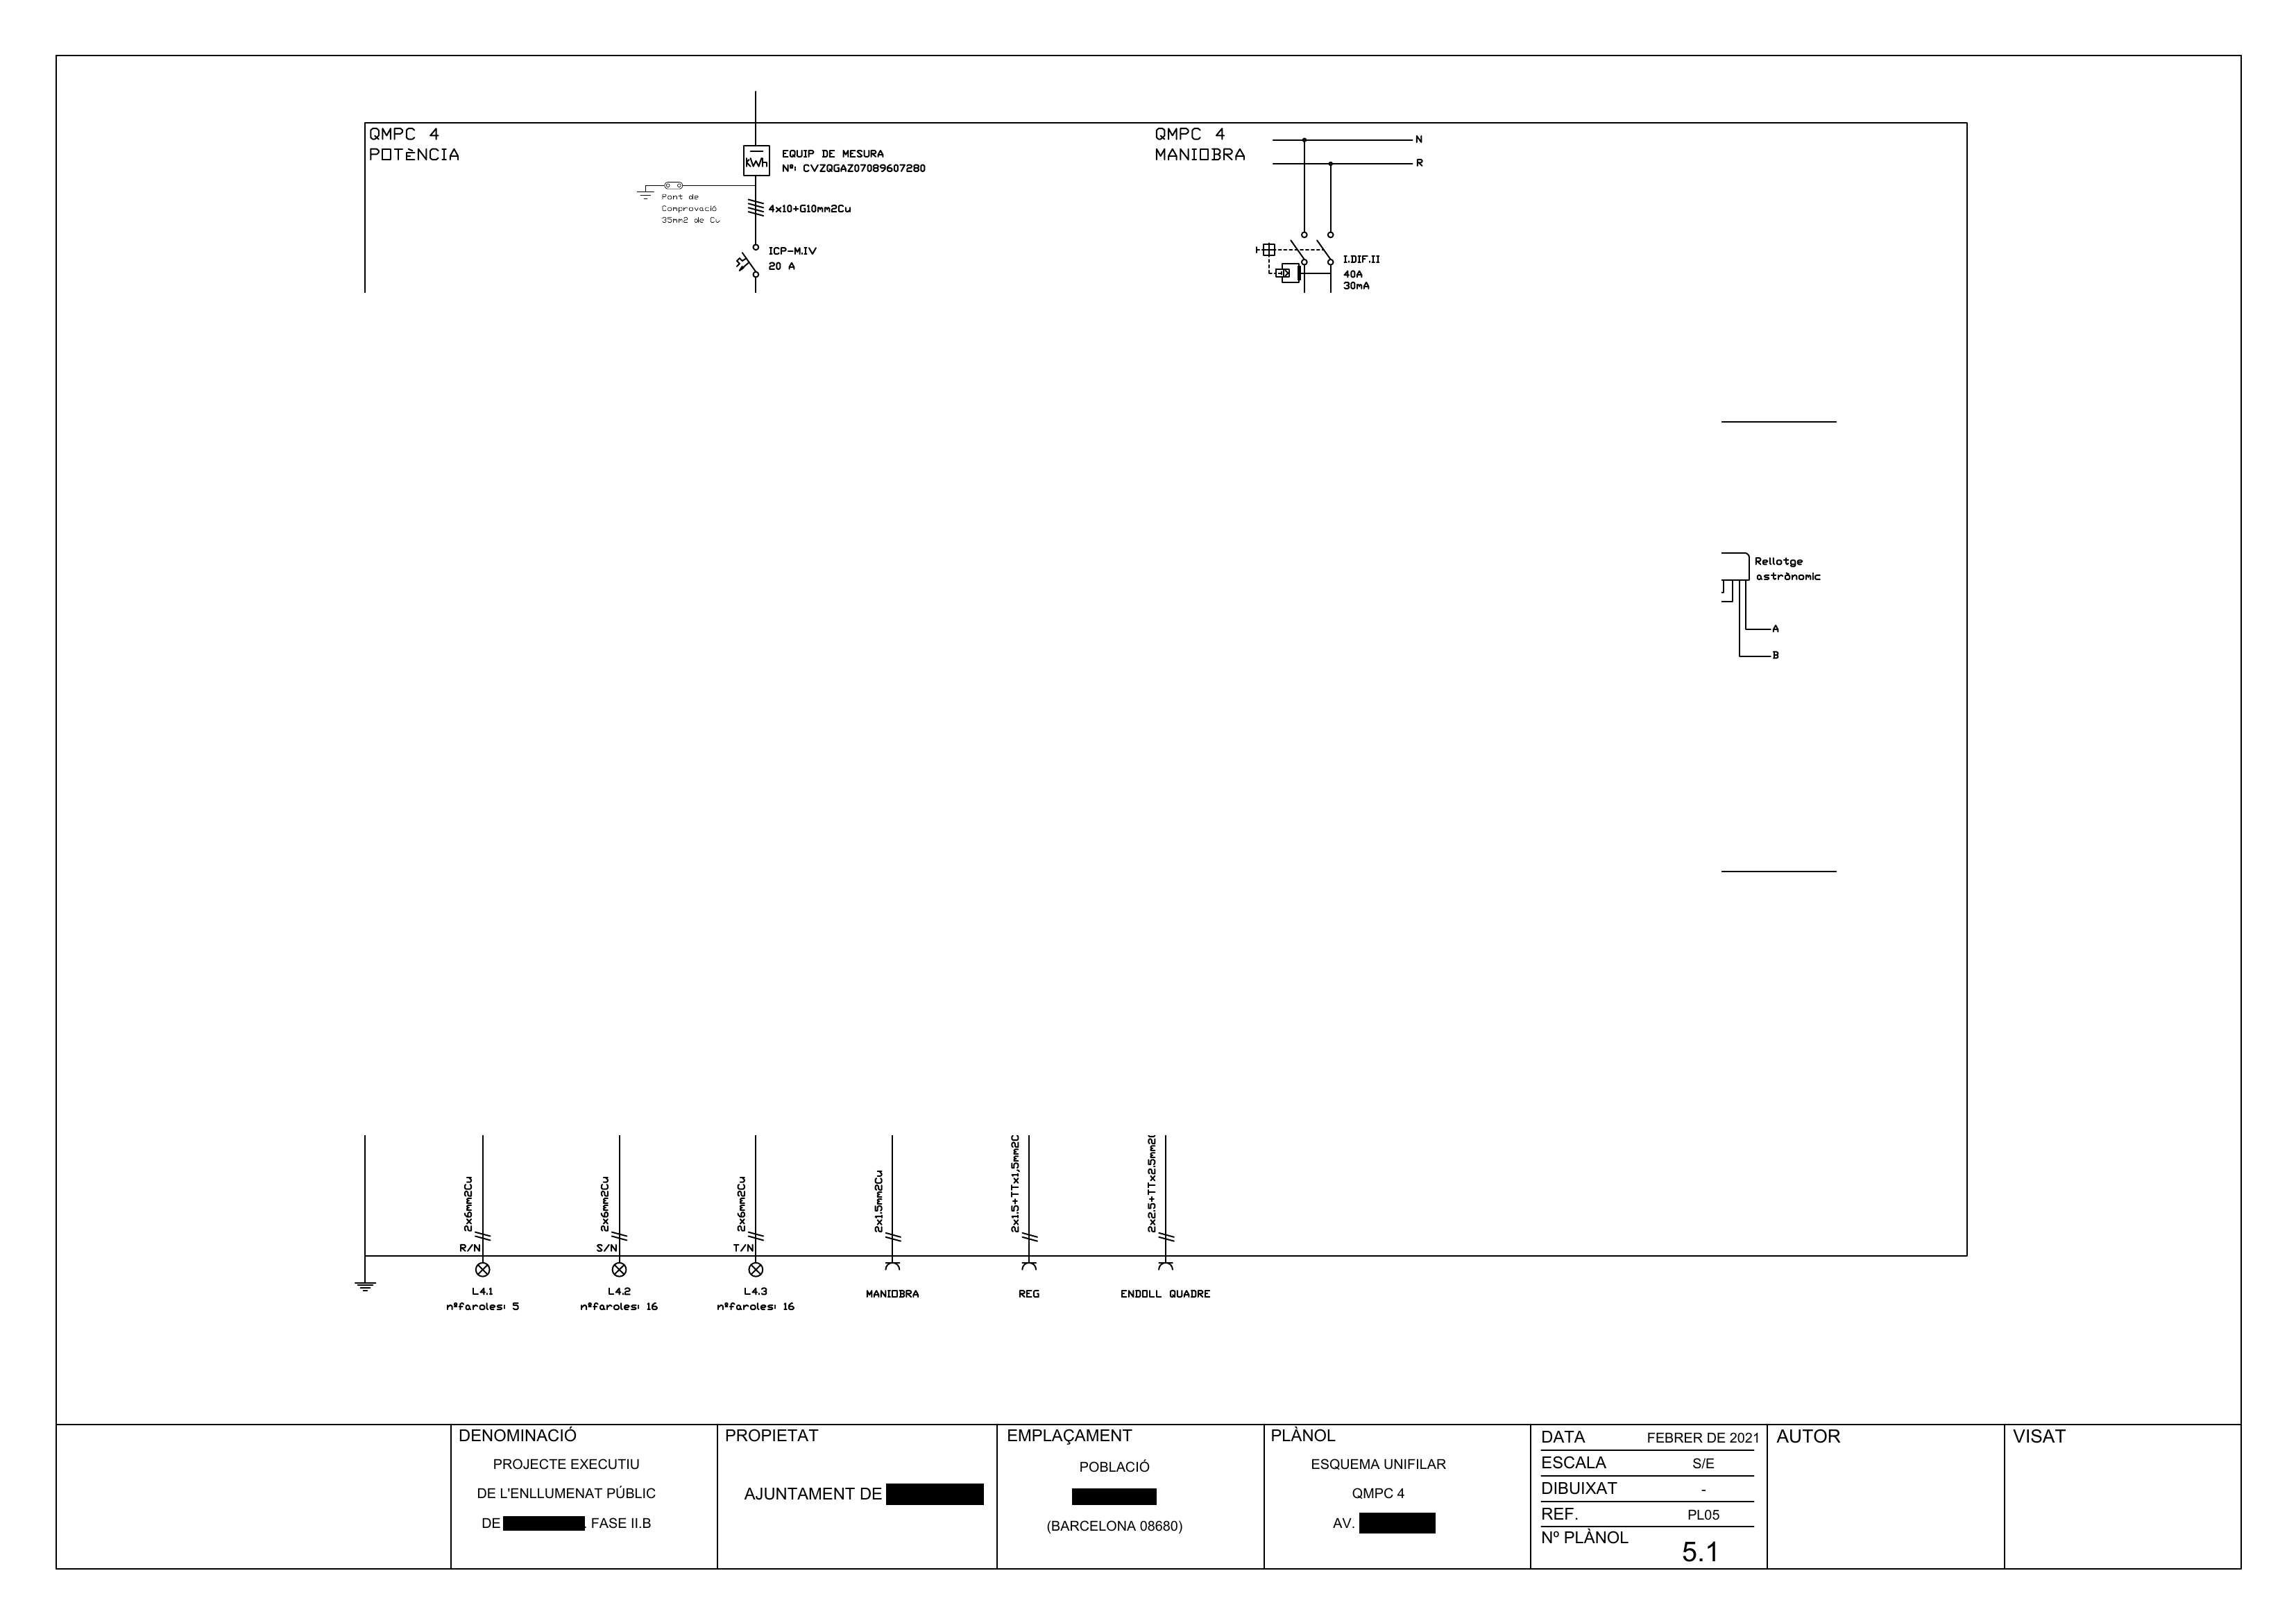 QMPC 4
POTèNCIA
KWh
EQUIP DE MESURA
Nº: CVZQGAZ07089607280
Pont de
Comprovació
35mm2 de Cu
4x10+G10mm2Cu
ICP-M.IV
20 A
QMPC 4
MANIOBRA
N
R
I.DIF.II
40A
30mA
Rellotge
astrònomic
A
B
2x6mm2Cu
R/N
L4.1
nºfaroles: 5
2x6mm2Cu
S/N
L4.2
nºfaroles: 16
2x6mm2Cu
T/N
L4.3
nºfaroles: 16
2x1.5mm2Cu
MANIOBRA
2x1.5+TTx1,5mm2C
REG
2x2.5+TTx2.5mm2
ENDOLL QUADRE
DENOMINACIÓ
PROJECTE EXECUTIU
DE L'ENLLUMENAT PÚBLIC
DE FASE II.B
PROPIETAT
AJUNTAMENT DE
EMPLAÇAMENT
POBLACIÓ
(BARCELONA 08680)
PLÀNOL
ESQUEMA UNIFILAR
QMPC 4
AV.
DATA FEBRER DE 2021
ESCALA S/E
DIBUIXAT -
REF. PL05
Nº PLÀNOL 5.1
AUTOR
VISAT